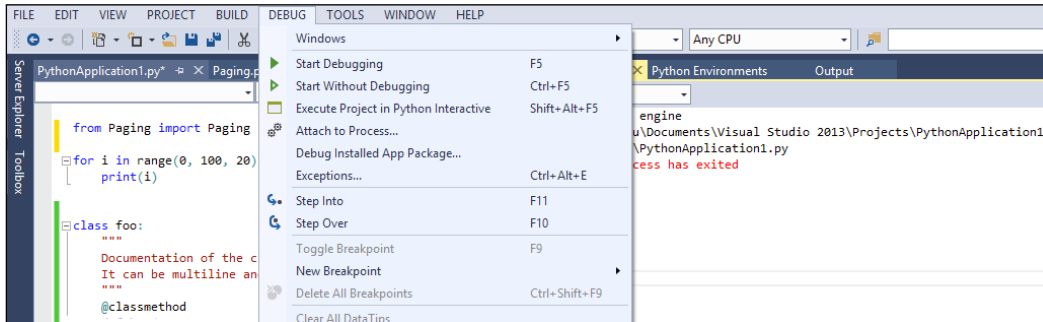 FILE EDIT VIEW PROJECT BUILD DEBUG TOOLS WINDOW HELP
Any CPU
Server Explorer
Toolbox
PythonApplication1.py* Paging.p
Python Environments Output
from Paging import Paging
for i in range(0, 100, 20)
print(i)
class foo:
"""
Documentation of the c
It can be multiline an
"""
@classmethod
Windows
Start Debugging F5
Start Without Debugging Ctrl+F5
Execute Project in Python Interactive Shift+Alt+F5
Attach to Process...
Debug Installed App Package...
Exceptions... Ctrl+Alt+E
Step Into F11
Step Over F10
Toggle Breakpoint F9
New Breakpoint
Delete All Breakpoints Ctrl+Shift+F9
Clear All DataTips
engine
u\Documents\Visual Studio 2013\Projects\PythonApplication1
\PythonApplication1.py
cess has exited